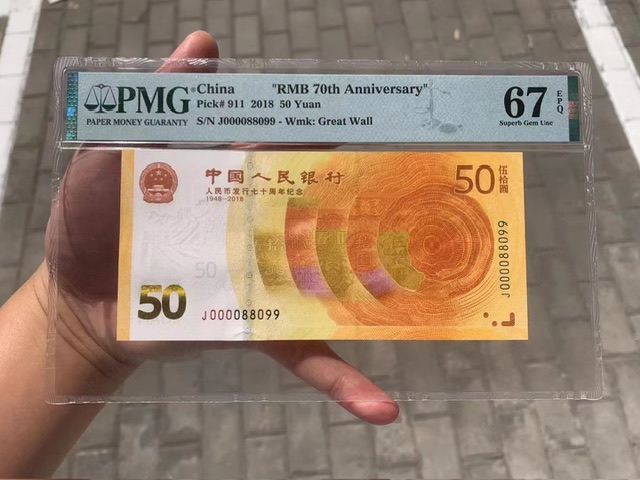 PMG
PAPER MONEY GUARANTY
China "RMB 70th Anniversary"
Pick# 911 2018 50 Yuan
S/N J000088099 - Wmk: Great Wall
67 EPQ
Superb Gem Unc
中国人民银行
人民币发行七十周年纪念
1948-2018
50 伍拾圆
50
50
J000088099
J000088099